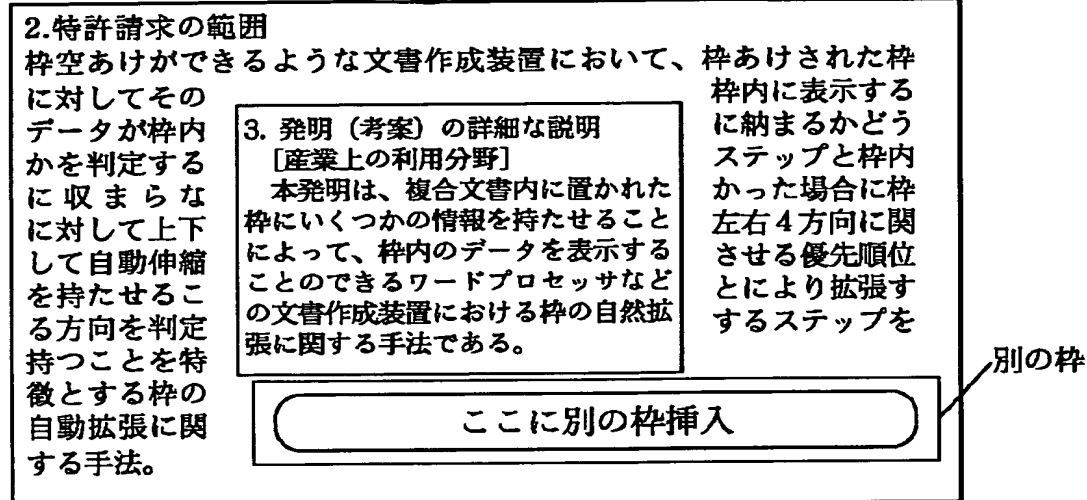 2.特許請求の範囲
枠空あけができるような文書作成装置において、枠あけされた枠
に対してその
枠内に表示する
データが枠内
に納まるかどう
かを判定する
ステップと枠内
に収まらな
かった場合に枠
に対して上下
左右4方向に関
して自動伸縮
させる優先順位
を持たせるこ
とにより拡張す
る方向を判定
するステップを
持つことを特
徴とする枠の
自動拡張に関
する手法。
3. 発明（考案）の詳細な説明
[産業上の利用分野]
本発明は、複合文書内に置かれた
枠にいくつかの情報を持たせること
によって、枠内のデータを表示する
ことのできるワードプロセッサなど
の文書作成装置における枠の自然拡
張に関する手法である。
ここに別の枠挿入
別の枠